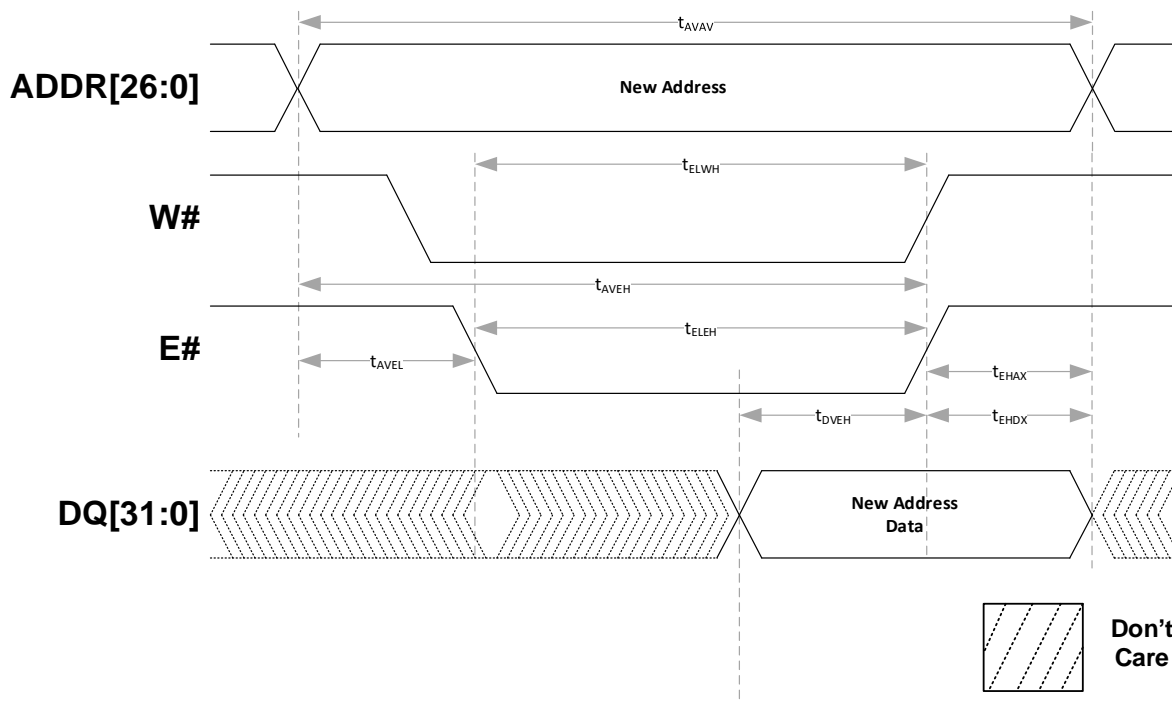 tAVAV
ADDR[26:0]
New Address
tELWH
W#
tAVEH
tELEH
E#
tAVEL
tEHAX
tDVEH
tEHDX
DQ[31:0]
New Address
Data
Don't
Care